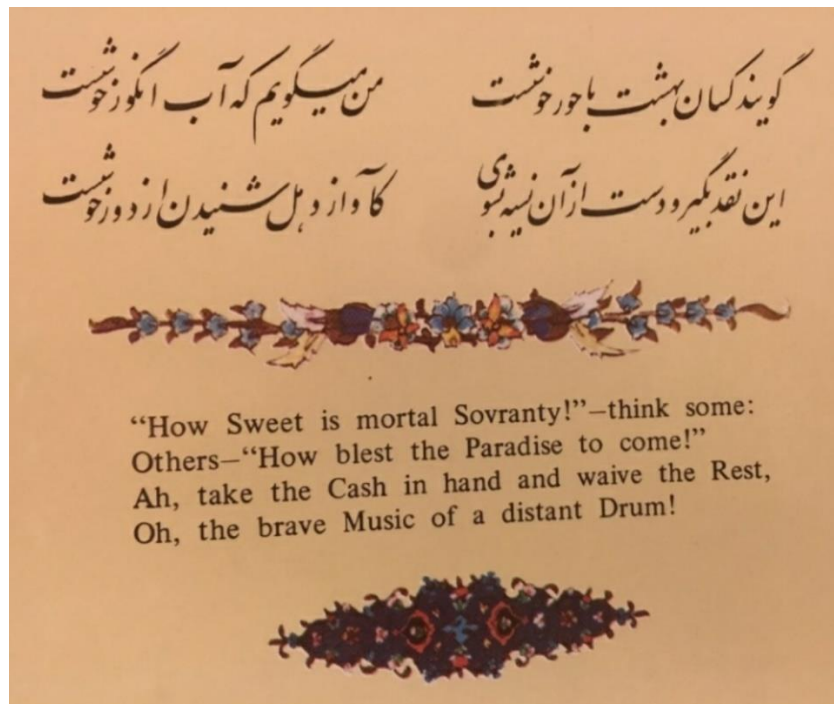 گویند کسان بهشت با حور خوشست
من میگویم که آب انگور خوشست
این نقد بگیر و دست از آن نسیه بشوی
کآواز دهل شنیدن از دور خوشست
“How Sweet is mortal Sovranty!”—think some:
Others—“How blest the Paradise to come!”
Ah, take the Cash in hand and waive the Rest,
Oh, the brave Music of a distant Drum!